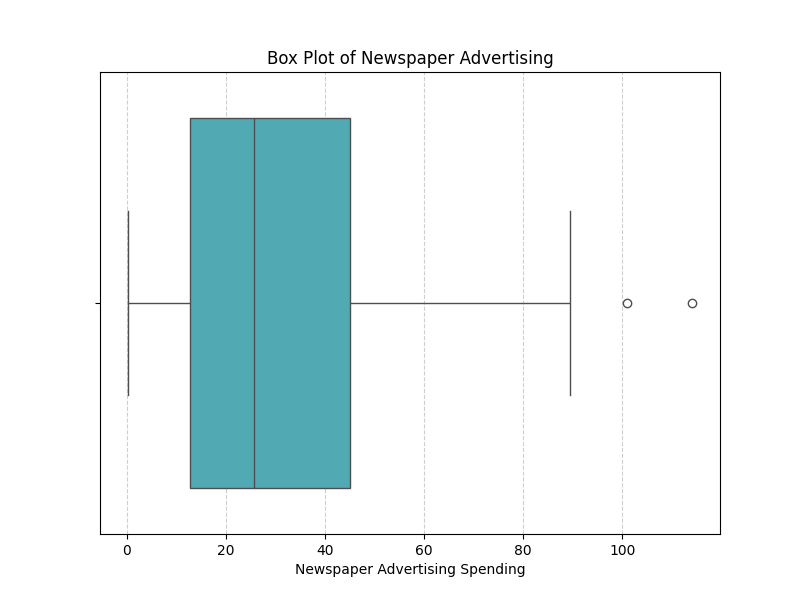 Box Plot of Newspaper Advertising
0 20 40 60 80 100
Newspaper Advertising Spending